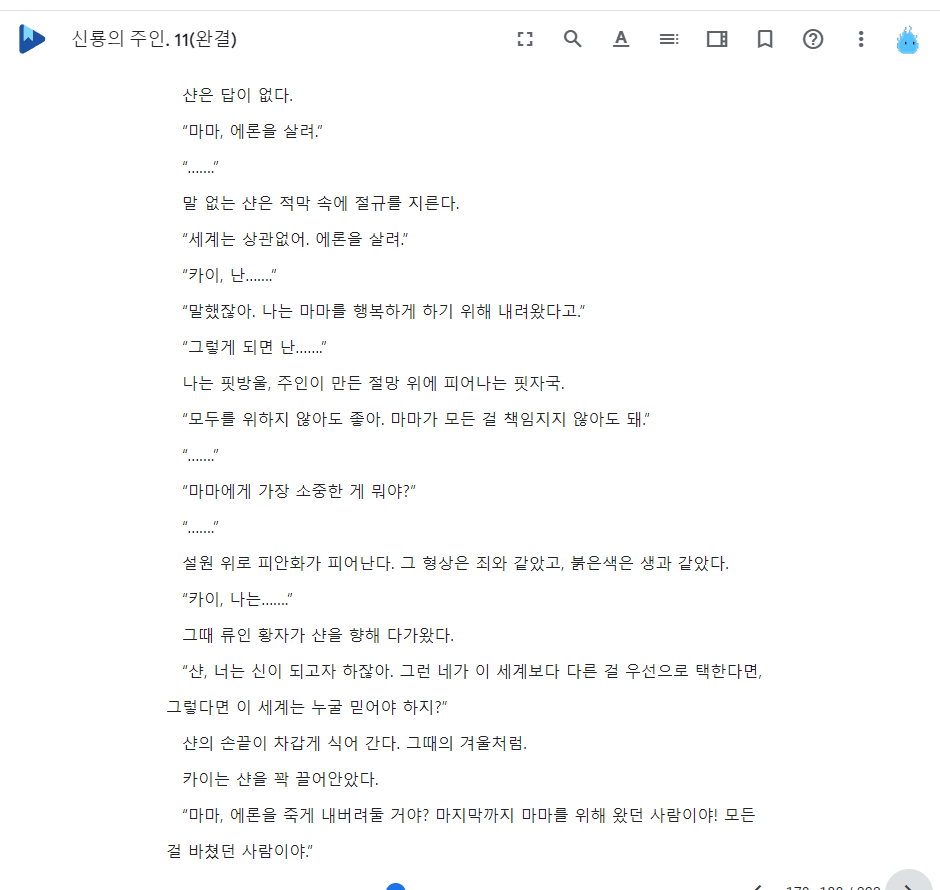 신룡의 주인. 11(완결)
샨은 답이 없다.
“마마, 에론을 살려.”
“…….”
말 없는 샨은 적막 속에 절규를 지른다.
“세계는 상관없어. 에론을 살려.”
“카이, 난…….”
“말했잖아. 나는 마마를 행복하게 하기 위해 내려왔다고.”
“그렇게 되면 난…….”
나는 핏방울, 주인이 만든 절망 위에 피어나는 핏자국.
“모두를 위하지 않아도 좋아. 마마가 모든 걸 책임지지 않아도 돼.”
“…….”
“마마에게 가장 소중한 게 뭐야?”
“…….”
설원 위로 피안화가 피어난다. 그 형상은 죄와 같았고, 붉은색은 생과 같았다.
“카이, 나는…….”
그때 류인 황자가 샨을 향해 다가왔다.
“샨, 너는 신이 되고자 하잖아. 그런 네가 이 세계보다 다른 걸 우선으로 택한다면,
그렇다면 이 세계는 누굴 믿어야 하지?”
샨의 손끝이 차갑게 식어 간다. 그때의 겨울처럼.
카이는 샨을 꽉 끌어안았다.
“마마, 에론을 죽게 내버려둘 거야? 마지막까지 마마를 위해 왔던 사람이야! 모든
걸 바쳤던 사람이야.”